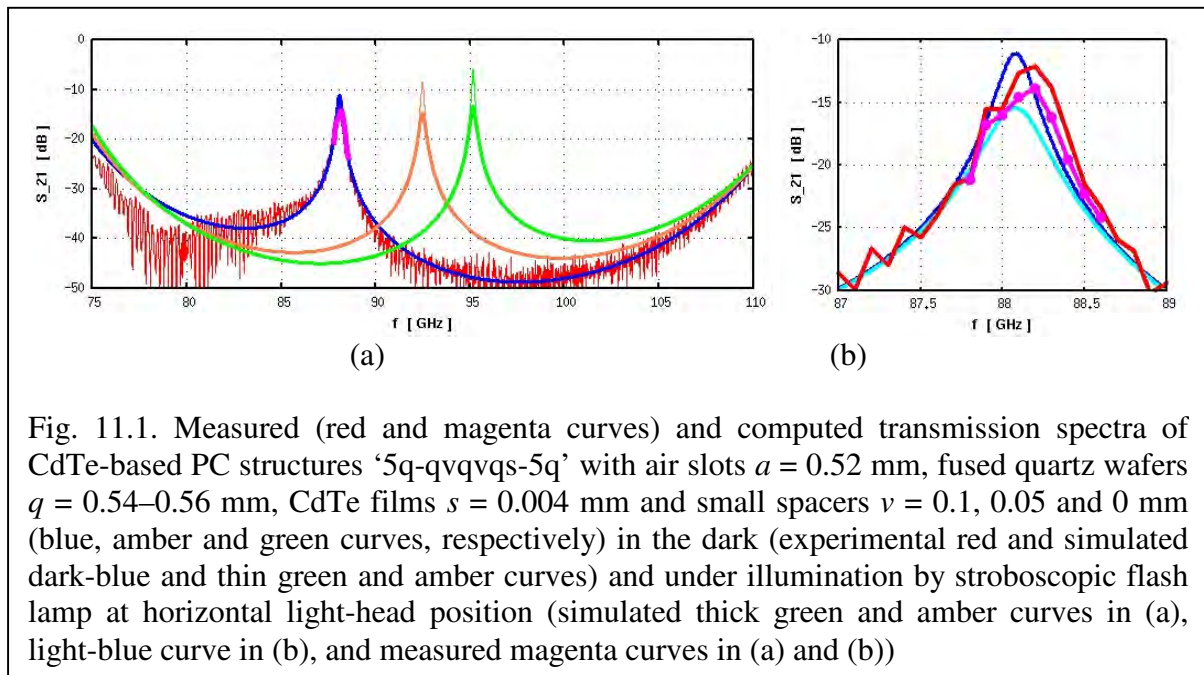 0
-10
-20
-30
-40
-50
S_21 [ dB]
75 80 85 90 95 100 105 110
f [ GHz]
(a)
-10
-15
-20
-25
-30
S_21 [dB]
87 87.5 88 88.5 89
f [ GHz]
(b)
Fig. 11.1. Measured (red and magenta curves) and computed transmission spectra of
CdTe-based PC structures ‘5q-qvqvqs-5q’ with air slots a = 0.52 mm, fused quartz wafers
q = 0.54–0.56 mm, CdTe films s = 0.004 mm and small spacers v = 0.1, 0.05 and 0 mm
(blue, amber and green curves, respectively) in the dark (experimental red and simulated
dark-blue and thin green and amber curves) and under illumination by stroboscopic flash
lamp at horizontal light-head position (simulated thick green and amber curves in (a),
light-blue curve in (b), and measured magenta curves in (a) and (b))